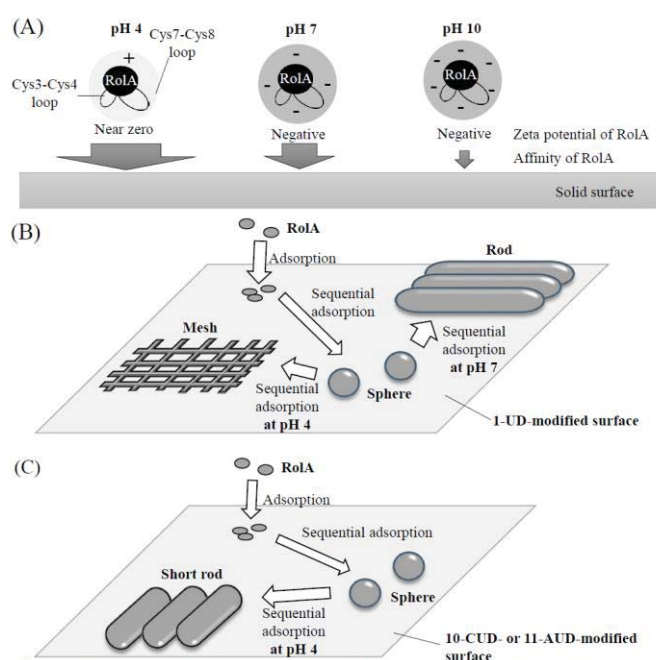 (A)
pH 4
pH 7
pH 10
Cys7-Cys8
loop
Cys3-Cys4
loop
+
RolA
- - - -
RolA
- - - - - -
RolA
Near zero
Negative
Negative
Zeta potential of RolA
Affinity of RolA
Solid surface
(B)
RolA
Adsorption
Rod
Sequential
adsorption
Mesh
Sequential
adsorption
at pH 7
Sequential
adsorption
at pH 4
Sphere
1-UD-modified surface
(C)
RolA
Adsorption
Sequential adsorption
Short rod
Sphere
Sequential
adsorption
at pH 4
10-CUD- or 11-AUD-modified
surface